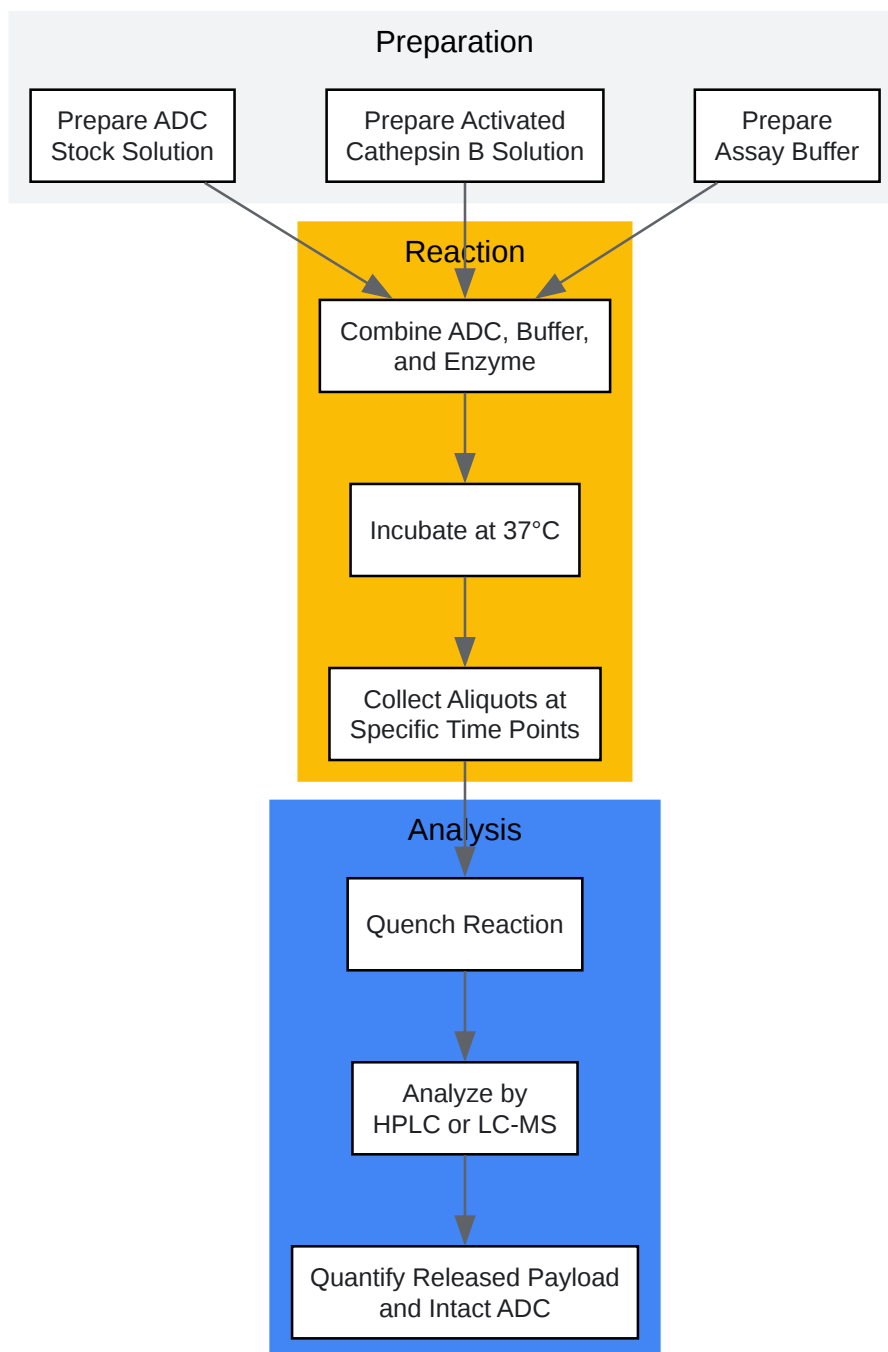 Preparation
Prepare ADC
Stock Solution
Prepare Activated
Cathepsin B Solution
Prepare
Assay Buffer
Reaction
Combine ADC, Buffer,
and Enzyme
Incubate at 37°C
Collect Aliquots at
Specific Time Points
Analysis
Quench Reaction
Analyze by
HPLC or LC-MS
Quantify Released Payload
and Intact ADC